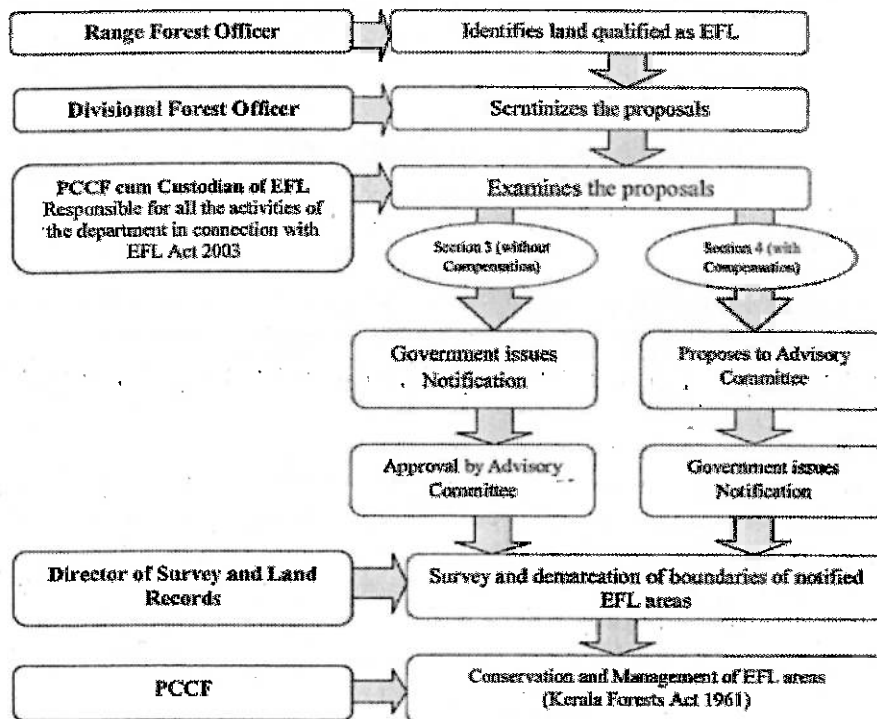 Range Forest Officer
Identifies land qualified as EFL
Divisional Forest Officer
Scrutinizes the proposals
PCCF cum Custodian of EFL
Responsible for all the activities of
the department in connection with
EFL Act 2003
Examines the proposals
Section 3 (without
Compensation)
Section 4 (with
Compensation)
Government issues
Notification
Proposes to Advisory
Committee
Approval by Advisory
Committee
Government issues
Notification
Director of Survey and Land
Records
Survey and demarcation of boundaries of notified
EFL areas
PCCF
Conservation and Management of EFL areas
(Kerala Forests Act 1961)